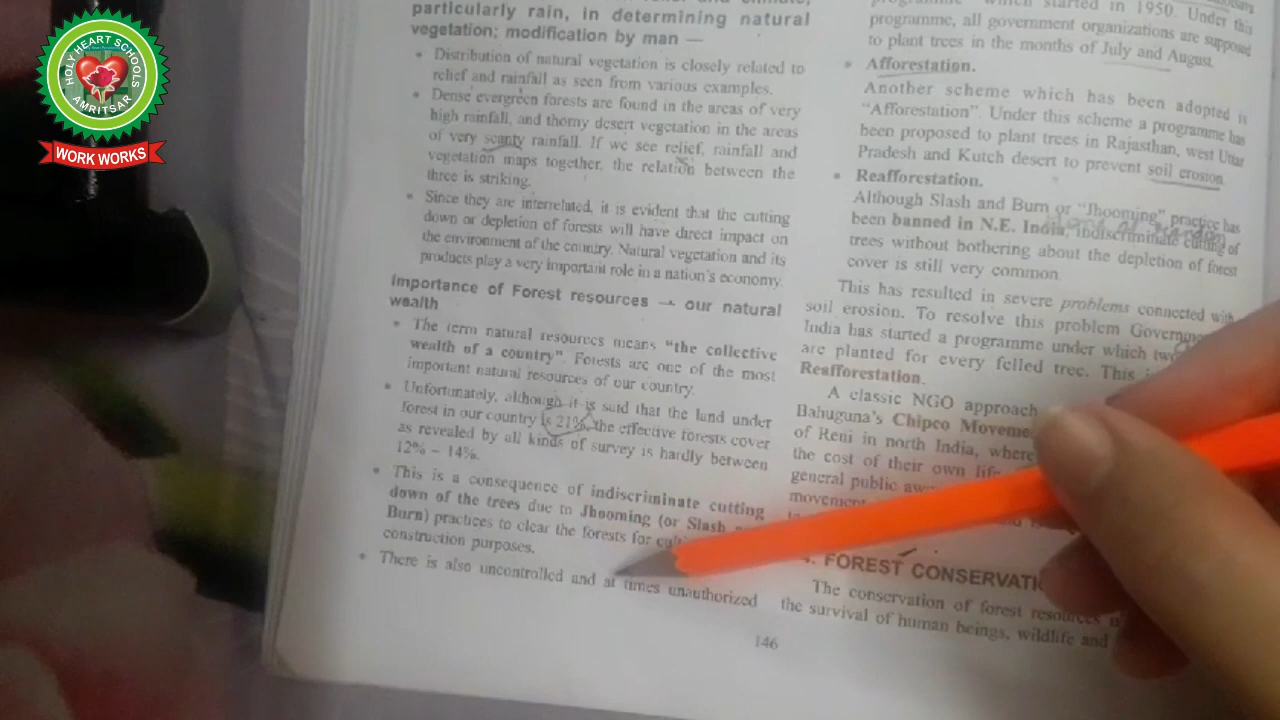 HOLY HEART SCHOOLS
AMRITSAR
WORK WORKS
particularly rain, in determining natural
vegetation; modification by man —
• Distribution of natural vegetation is closely related to
relief and rainfall as seen from various examples.
• Dense evergreen forests are found in the areas of very
high rainfall, and thorny desert vegetation in the areas
of very scanty rainfall. If we see relief, rainfall and
vegetation maps together, the relation between the
three is striking.
• Since they are interrelated, it is evident that the cutting
down or depletion of forests will have direct impact on
the environment of the country. Natural vegetation and its
products play a very important role in a nation's economy.
Importance of Forest resources — our natural
wealth
• The term natural resources means "the collective
wealth of a country". Forests are one of the most
important natural resources of our country.
• Unfortunately, although it is said that the land under
forest in our country is 21%, the effective forests cover
as revealed by all kinds of survey is hardly between
12% – 14%.
• This is a consequence of indiscriminate cutting
down of the trees due to Jhooming (or Slash
Burn) practices to clear the forests for
construction purposes.
• There is also uncontrolled and at times unauthorized
146
which started in 1950. Under this
programme, all government organizations are supposed
to plant trees in the months of July and August.
• Afforestation.
Another scheme which has been adopted is
"Afforestation". Under this scheme a programme has
been proposed to plant trees in Rajasthan, west Uttar
Pradesh and Kutch desert to prevent soil erosion.
• Reafforestation.
Although Slash and Burn or "Jhooming" practice has
been banned in N.E. India, indiscriminate cutting of
trees without bothering about the depletion of forest
cover is still very common.
This has resulted in severe problems connected with
soil erosion. To resolve this problem
India has started a programme under which
are planted for every felled tree. This
Reafforestation.
A classic NGO approach
Bahuguna's Chipco
of Reni in north India, where
the cost of their own
general public
movement
FOREST
The conservation of forest resources
the survival of human beings, wildlife and